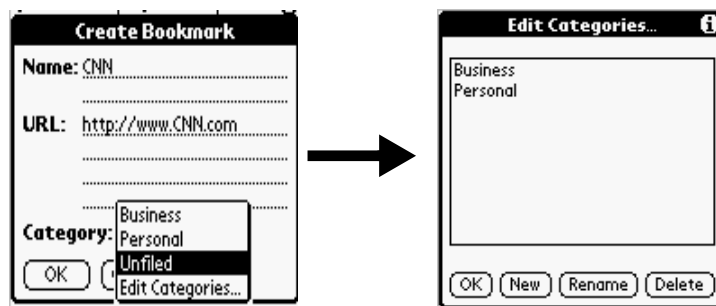 Create Bookmark
Name: CNN
URL: http://www.CNN.com
Category:
Business
Personal
Unfiled
Edit Categories...
OK
Edit Categories...
Business
Personal
OK New Rename Delete